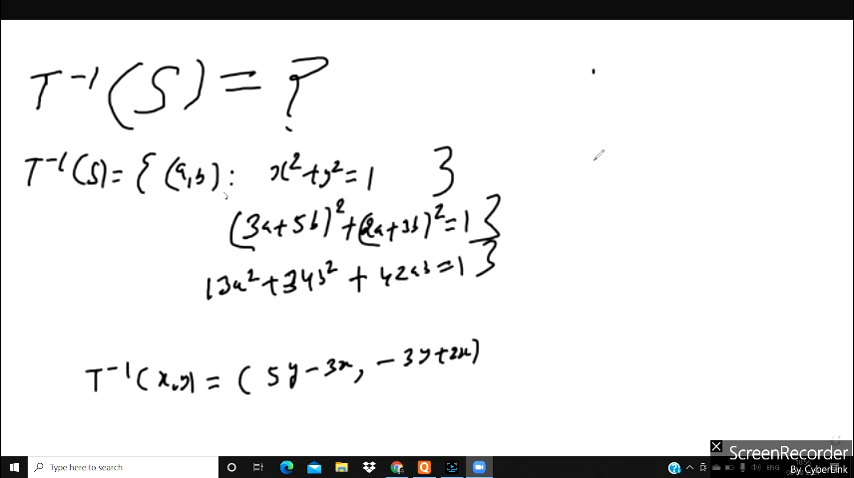 T⁻¹(S) = ?
T⁻¹(S) = { (a,b) : x² + y² = 1 }
(3a+5b)² + (2a+3b)² = 1 }
13a² + 34b² + 42ab = 1 }
T⁻¹(x,y) = ( 5y - 3x, -3y + 2x )
ScreenRecorder
Type here to search
ENG
By CyberLink